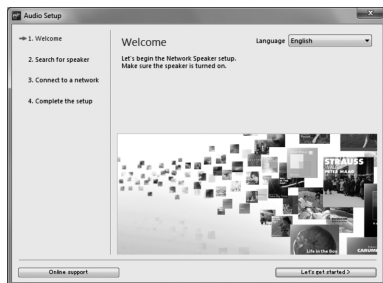 Audio Setup
1. Welcome
2. Search for speaker
3. Connect to a network
4. Complete the setup
Welcome
Language English
Let's begin the Network Speaker setup.
Make sure the speaker is turned on.
STRAUSS
Life in the Box
Online support
Let's get started >